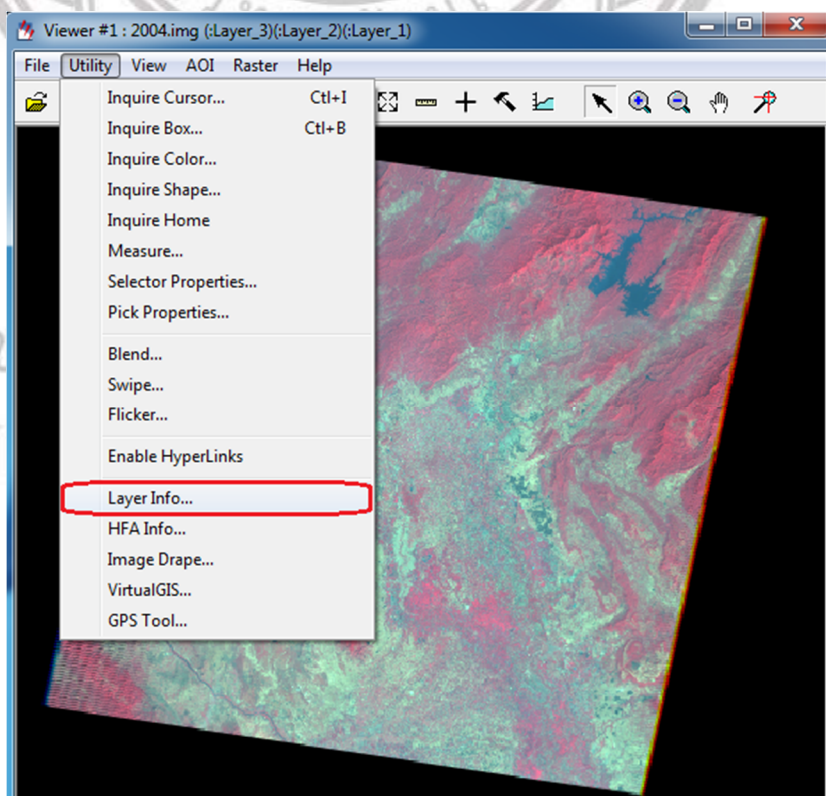 Viewer #1 : 2004.img (:Layer_3)(:Layer_2)(:Layer_1)
File Utility View AOI Raster Help
Inquire Cursor... Ctl+I
Inquire Box... Ctl+B
Inquire Color...
Inquire Shape...
Inquire Home
Measure...
Selector Properties...
Pick Properties...
Blend...
Swipe...
Flicker...
Enable HyperLinks
Layer Info...
HFA Info...
Image Drape...
VirtualGIS...
GPS Tool...